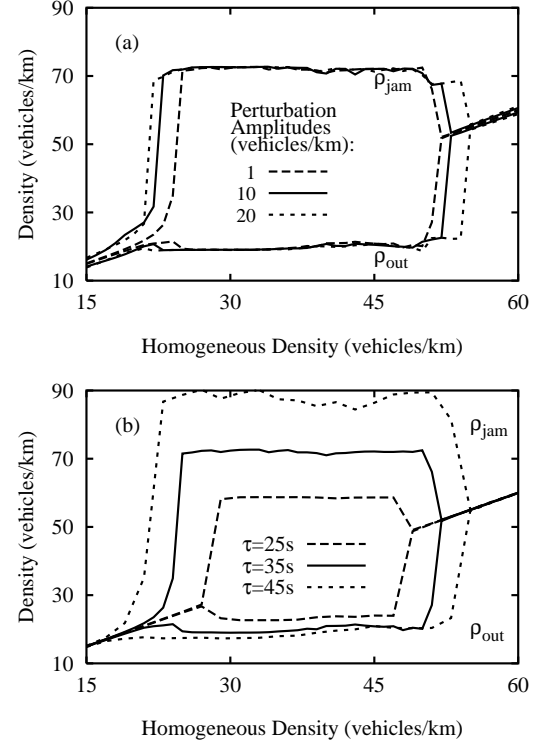 90
(a)
70
ρjam
Perturbation
Amplitudes
(vehicles/km):
50
1
10
30
20
ρout
10
15
30
45
60
Density (vehicles/km)
Homogeneous Density (vehicles/km)
90
(b)
ρjam
70
50
τ=25s
τ=35s
30
τ=45s
ρout
10
15
30
45
60
Density (vehicles/km)
Homogeneous Density (vehicles/km)